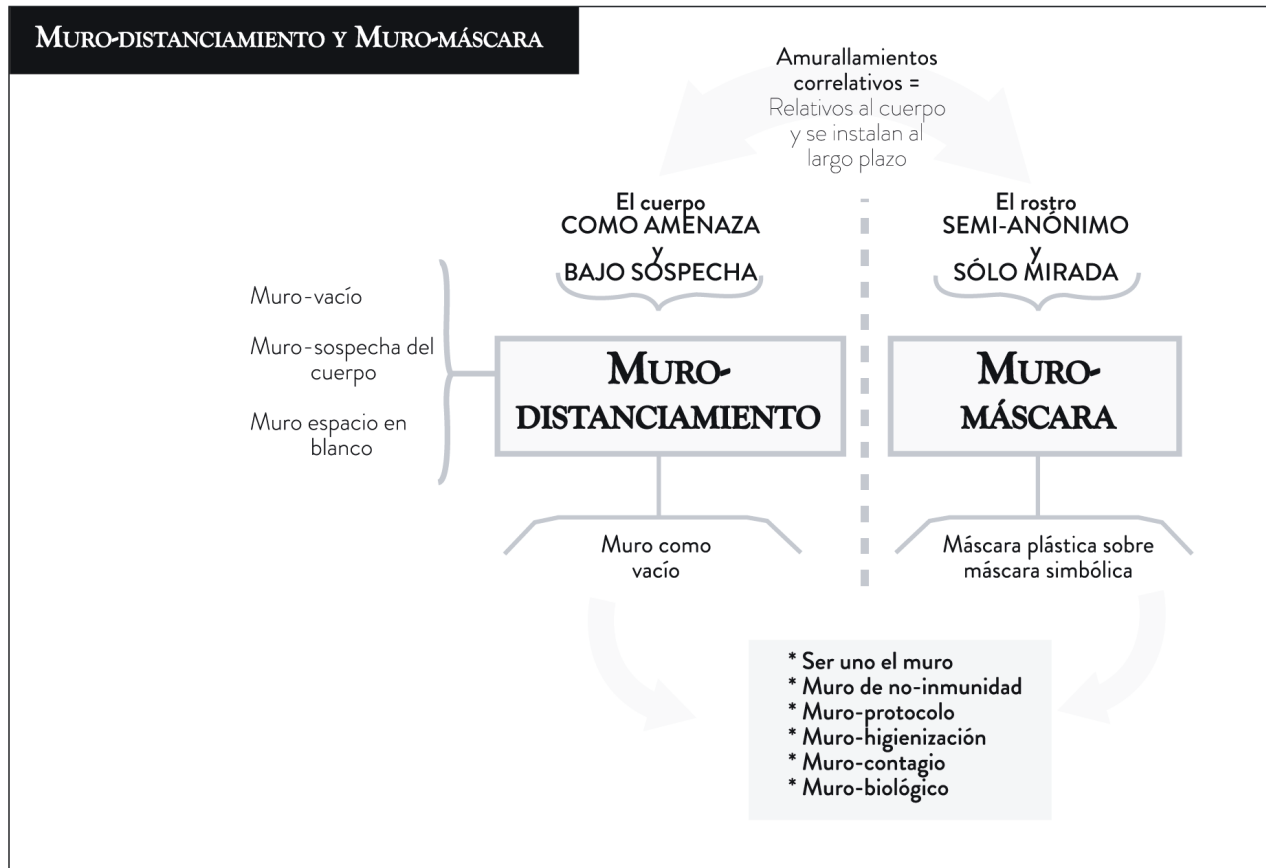 MURO-DISTANCIAMIENTO Y MURO-MÁSCARA
Amurallamientos
correlativos =
Relativos al cuerpo
y se instalan al
largo plazo
El cuerpo
COMO AMENAZA
y
BAJO SOSPECHA
El rostro
SEMI-ANÓNIMO
y
SÓLO MIRADA
Muro-vacío
Muro-sospecha del
cuerpo
Muro espacio en
blanco
MURO-
DISTANCIAMIENTO
MURO-
MÁSCARA
Muro como
vacío
Máscara plástica sobre
máscara simbólica
* Ser uno el muro
* Muro de no-inmunidad
* Muro-protocolo
* Muro-higienización
* Muro-contagio
* Muro-biológico